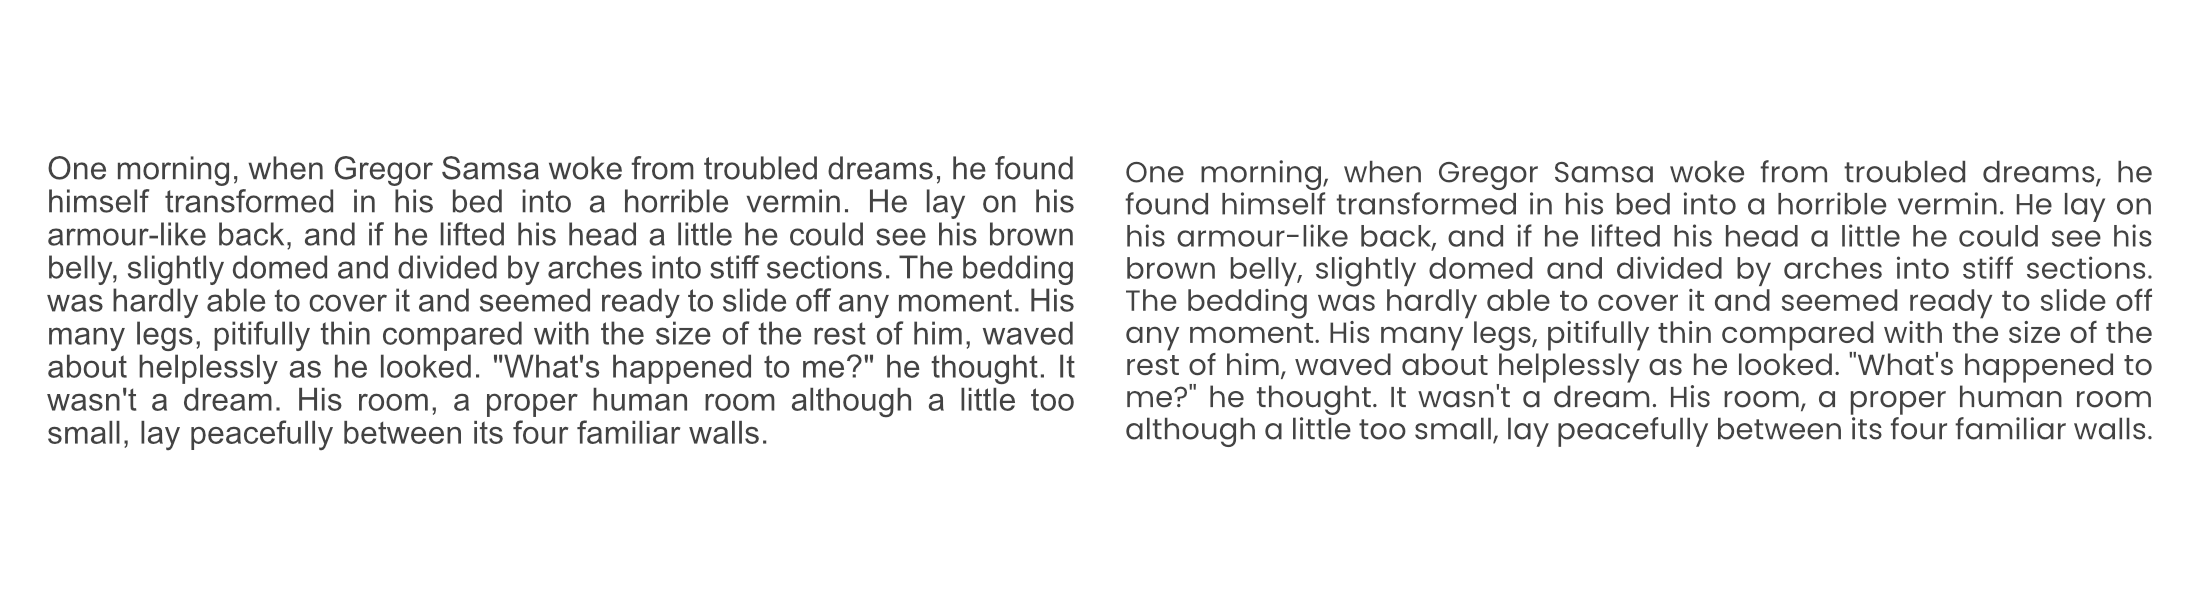 One morning, when Gregor Samsa woke from troubled dreams, he found
himself transformed in his bed into a horrible vermin. He lay on his
armour-like back, and if he lifted his head a little he could see his brown
belly, slightly domed and divided by arches into stiff sections. The bedding
was hardly able to cover it and seemed ready to slide off any moment. His
many legs, pitifully thin compared with the size of the rest of him, waved
about helplessly as he looked. "What's happened to me?" he thought. It
wasn't a dream. His room, a proper human room although a little too
small, lay peacefully between its four familiar walls.
One morning, when Gregor Samsa woke from troubled dreams, he
found himself transformed in his bed into a horrible vermin. He lay on
his armour-like back, and if he lifted his head a little he could see his
brown belly, slightly domed and divided by arches into stiff sections.
The bedding was hardly able to cover it and seemed ready to slide off
any moment. His many legs, pitifully thin compared with the size of the
rest of him, waved about helplessly as he looked. "What's happened to
me?" he thought. It wasn't a dream. His room, a proper human room
although a little too small, lay peacefully between its four familiar walls.